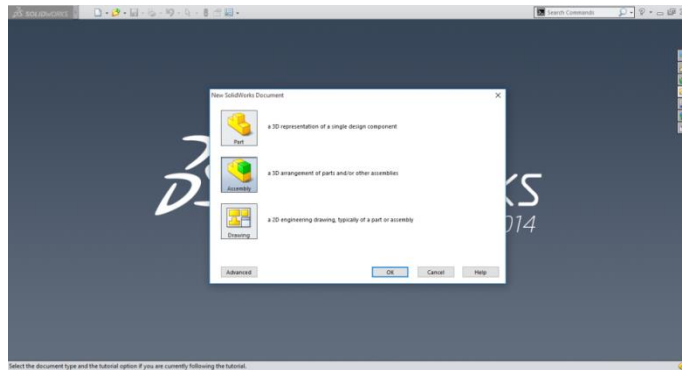 SOLIDWORKS
Search Commands
New SolidWorks Document
a 3D representation of a single design component
Part
a 3D arrangement of parts and/or other assemblies
Assembly
a 2D engineering drawing, typically of a part or assembly
Drawing
Advanced
OK
Cancel
Help
Select the document type and the tutorial option if you are currently following the tutorial.